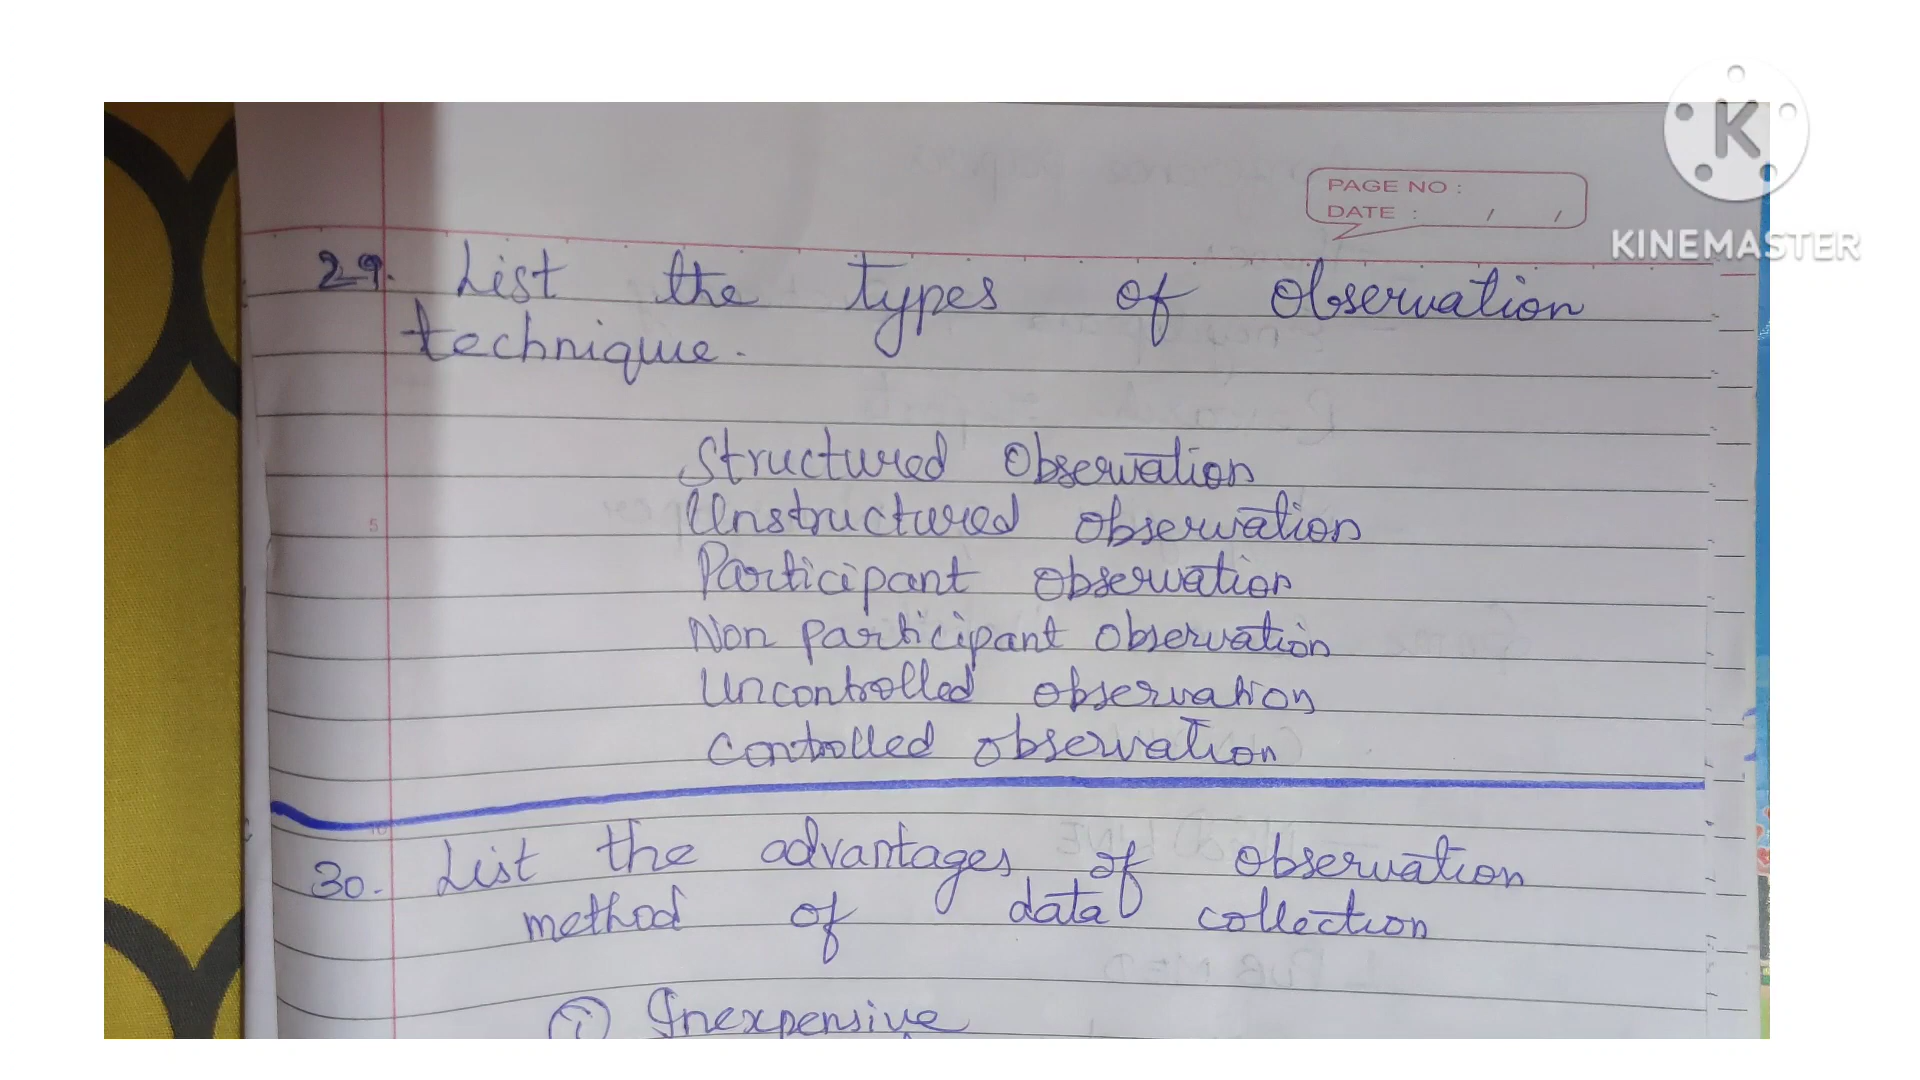 KINEMASTER
PAGE NO :
DATE : / /
29. List the types of observation
technique.
Structured Observation
Unstructured observation
Participant observation
Non participant observation
Uncontrolled observation
controlled observation
30. List the advantages of observation
method of data collection
① Inexpensive